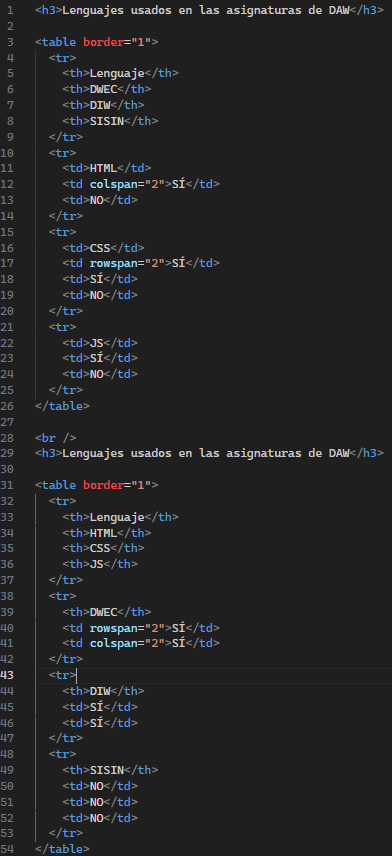 1 <h3>Lenguajes usados en las asignaturas de DAW</h3>
2
3 <table border="1">
4 <tr>
5 <th>Lenguaje</th>
6 <th>DWEC</th>
7 <th>DIW</th>
8 <th>SISIN</th>
9 </tr>
10 <tr>
11 <td>HTML</td>
12 <td colspan="2">SÍ</td>
13 <td>NO</td>
14 </tr>
15 <tr>
16 <td>CSS</td>
17 <td rowspan="2">SÍ</td>
18 <td>SÍ</td>
19 <td>NO</td>
20 </tr>
21 <tr>
22 <td>JS</td>
23 <td>SÍ</td>
24 <td>NO</td>
25 </tr>
26 </table>
27
28 <br />
29 <h3>Lenguajes usados en las asignaturas de DAW</h3>
30
31 <table border="1">
32 <tr>
33 <th>Lenguaje</th>
34 <th>HTML</th>
35 <th>CSS</th>
36 <th>JS</th>
37 </tr>
38 <tr>
39 <th>DWEC</th>
40 <td rowspan="2">SÍ</td>
41 <td colspan="2">SÍ</td>
42 </tr>
43 <tr>
44 <th>DIW</th>
45 <td>SÍ</td>
46 <td>SÍ</td>
47 </tr>
48 <tr>
49 <th>SISIN</th>
50 <td>NO</td>
51 <td>NO</td>
52 <td>NO</td>
53 </tr>
54 </table>